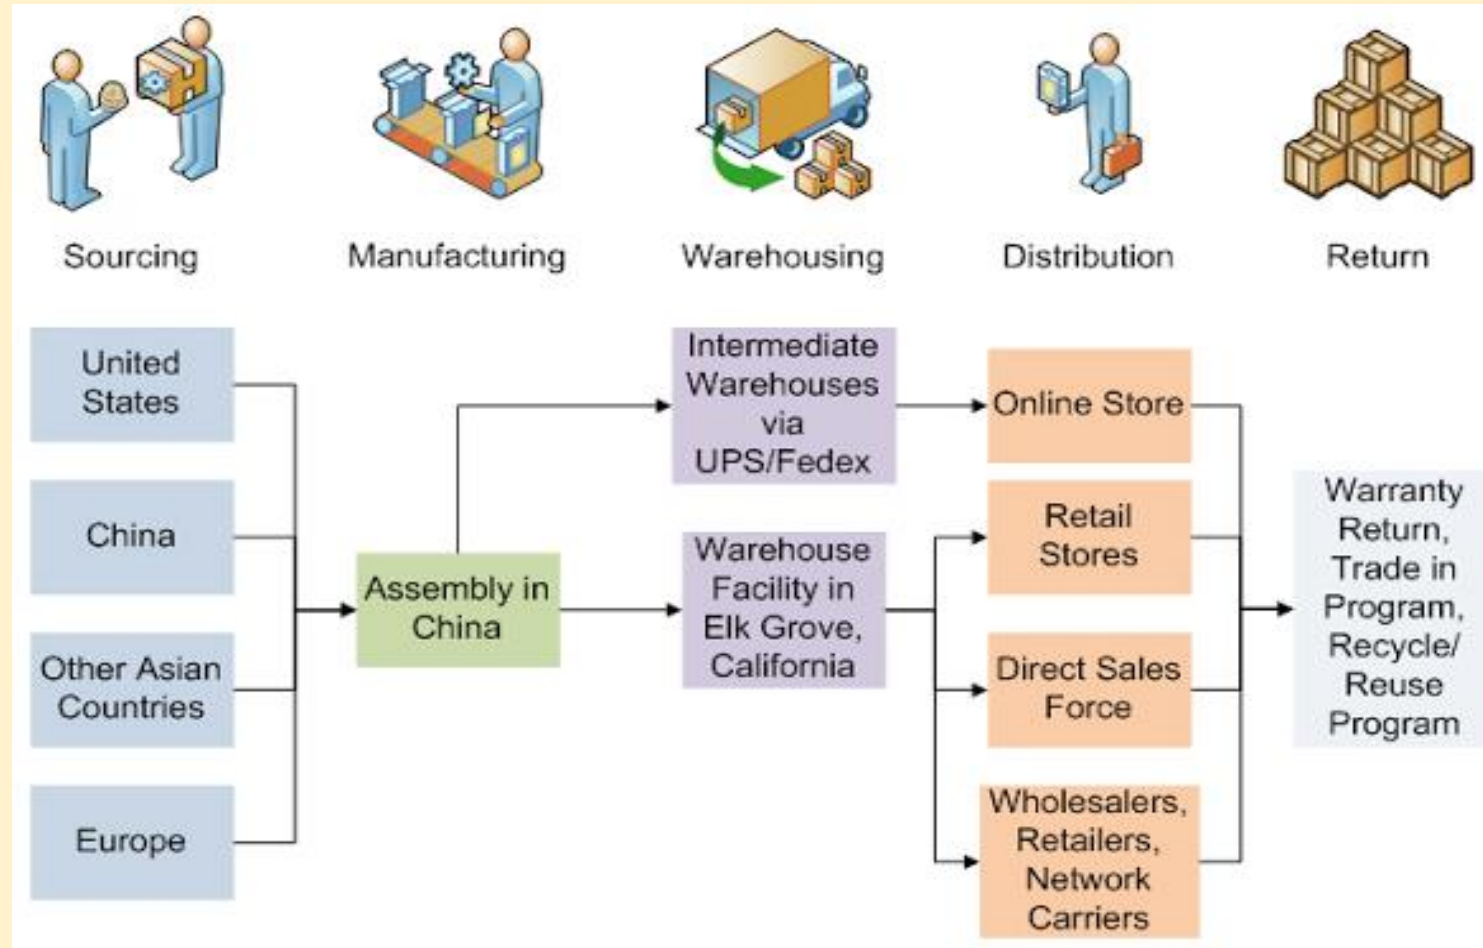 Sourcing
Manufacturing
Warehousing
Distribution
Return
United
States
China
Other Asian
Countries
Europe
Assembly in
China
Intermediate
Warehouses
via
UPS/Fedex
Warehouse
Facility in
Elk Grove,
California
Online Store
Retail
Stores
Direct Sales
Force
Wholesalers,
Retailers,
Network
Carriers
Warranty
Return,
Trade in
Program,
Recycle/
Reuse
Program